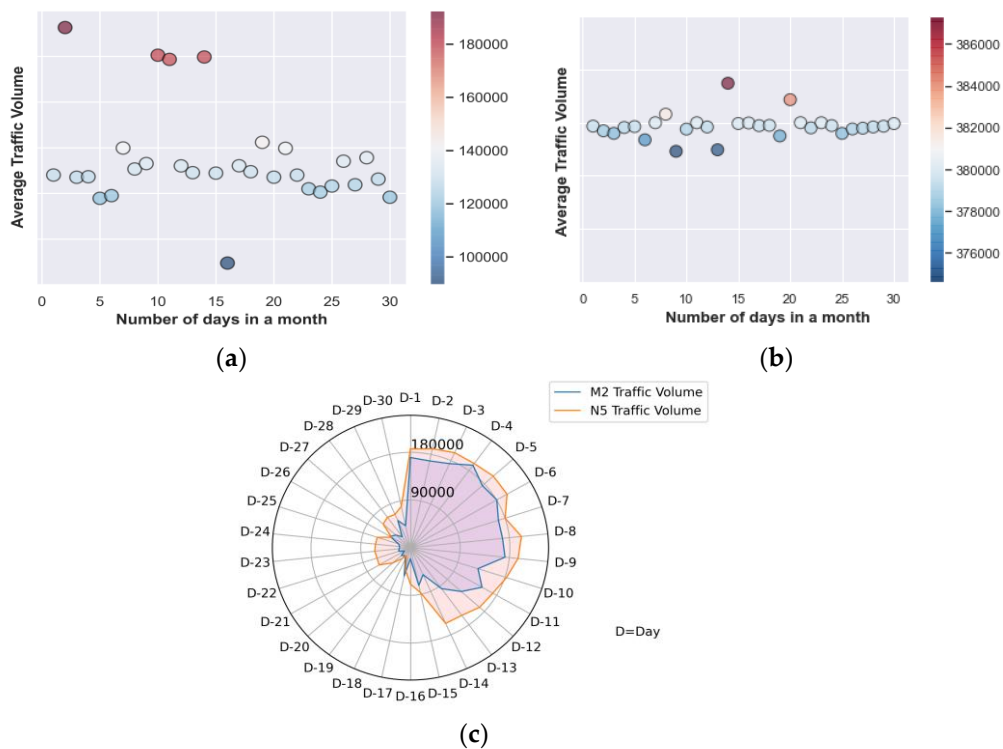 Average Traffic Volume
180000
160000
140000
120000
100000
0 5 10 15 20 25 30
Number of days in a month
(a)
Average Traffic Volume
386000
384000
382000
380000
378000
376000
0 5 10 15 20 25 30
Number of days in a month
(b)
M2 Traffic Volume
N5 Traffic Volume
D-1
D-2
D-3
D-4
D-5
D-6
D-7
D-8
D-9
D-10
D-11
D-12
D-13
D-14
D-15
D-16
D-17
D-18
D-19
D-20
D-21
D-22
D-23
D-24
D-25
D-26
D-27
D-28
D-29
D-30
180000
90000
D=Day
(c)